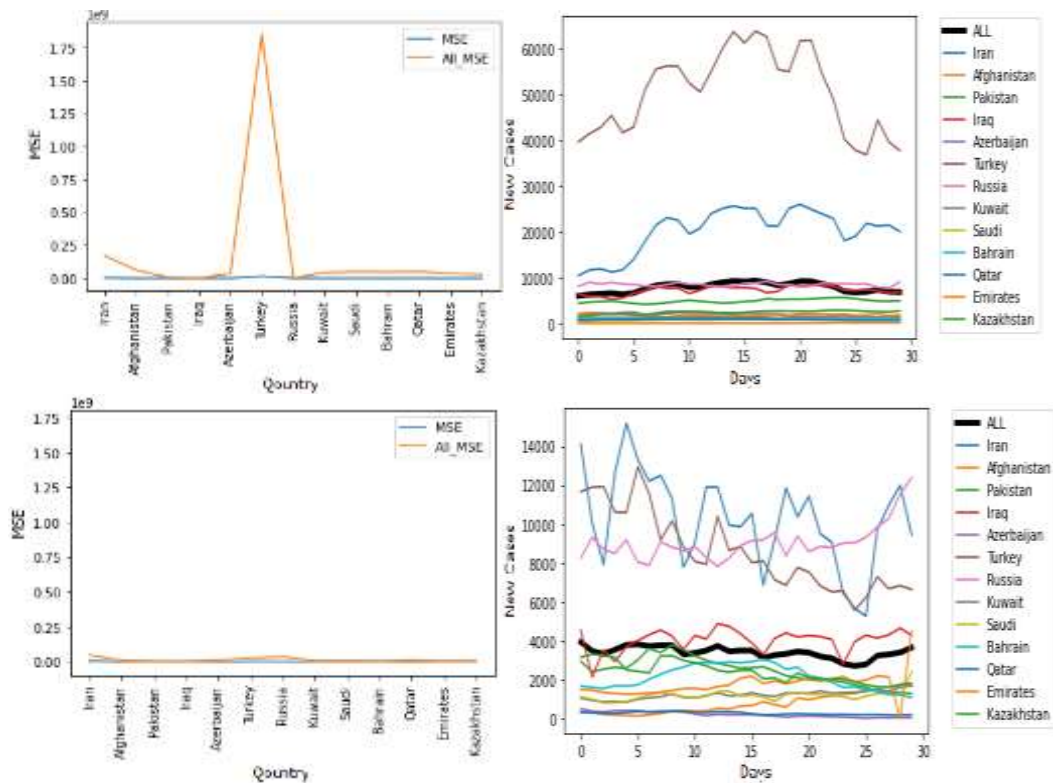 1e9
MSE
All_MSE
1.75
1.50
1.25
1.00
0.75
0.50
0.25
0.00
MSE
Iran
Afghanistan
Pakistan
Iraq
Azerbaijan
Turkey
Russia
Kuwait
Saudi
Bahrain
Qatar
Emirates
Kazakhstan
Qountry
60000
50000
40000
30000
20000
10000
0
New Cases
0 5 10 15 20 25 30
Days
ALL
Iran
Afghanistan
Pakistan
Iraq
Azerbaijan
Turkey
Russia
Kuwait
Saudi
Bahrain
Qatar
Emirates
Kazakhstan
1e9
MSE
All_MSE
1.75
1.50
1.25
1.00
0.75
0.50
0.25
0.00
MSE
Iran
Afghanistan
Pakistan
Iraq
Azerbaijan
Turkey
Russia
Kuwait
Saudi
Bahrain
Qatar
Emirates
Kazakhstan
Qountry
14000
12000
10000
8000
6000
4000
2000
0
New Cases
0 5 10 15 20 25 30
Days
ALL
Iran
Afghanistan
Pakistan
Iraq
Azerbaijan
Turkey
Russia
Kuwait
Saudi
Bahrain
Qatar
Emirates
Kazakhstan